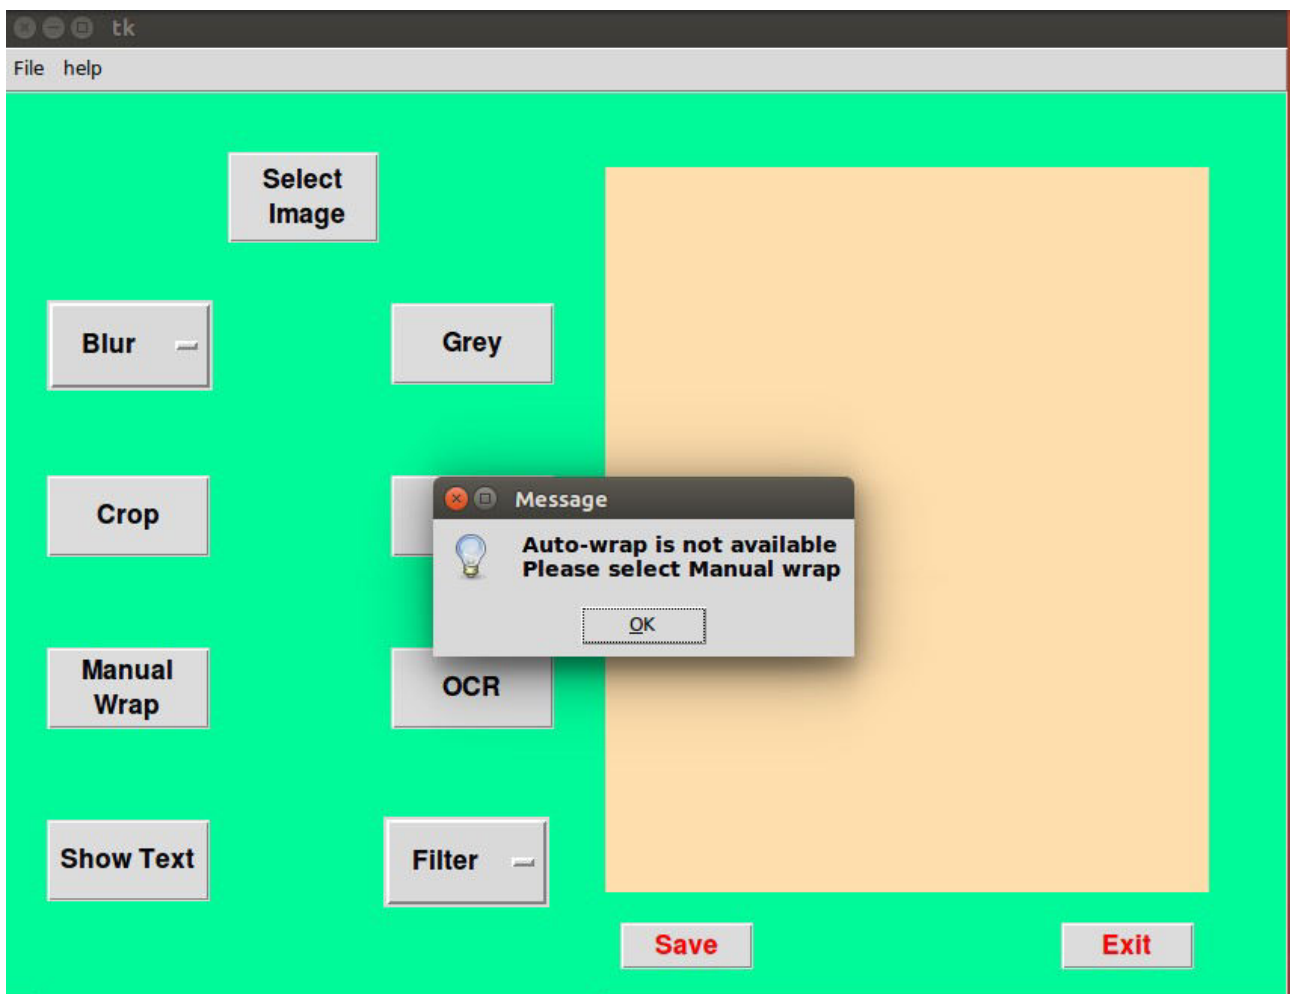 tk
File help
Select
Image
Blur
Grey
Crop
Message
Auto-wrap is not available
Please select Manual wrap
OK
Manual
Wrap
OCR
Show Text
Filter
Save
Exit